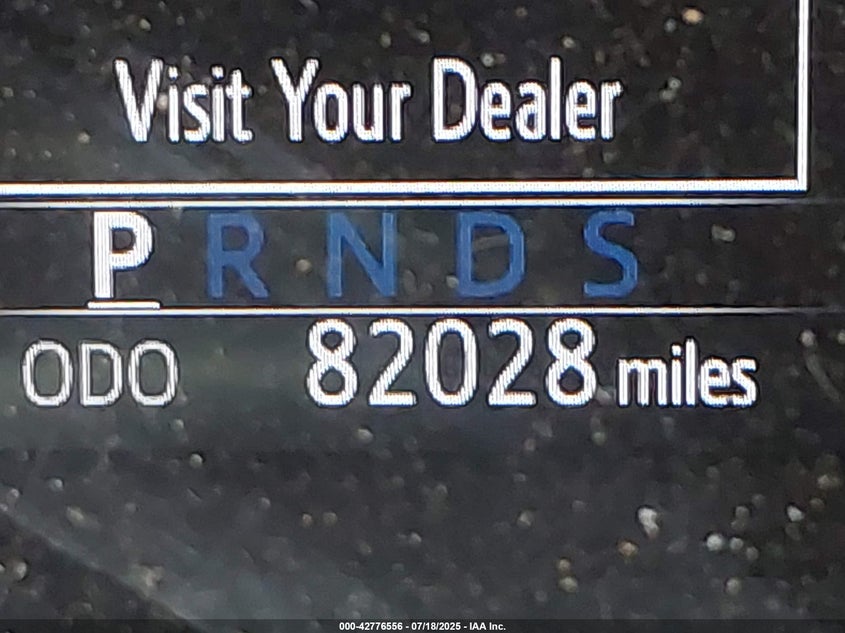 Visit Your Dealer
P R N D S
ODO 82028 miles
000-42776556 - 07/18/2025 - IAA Inc.